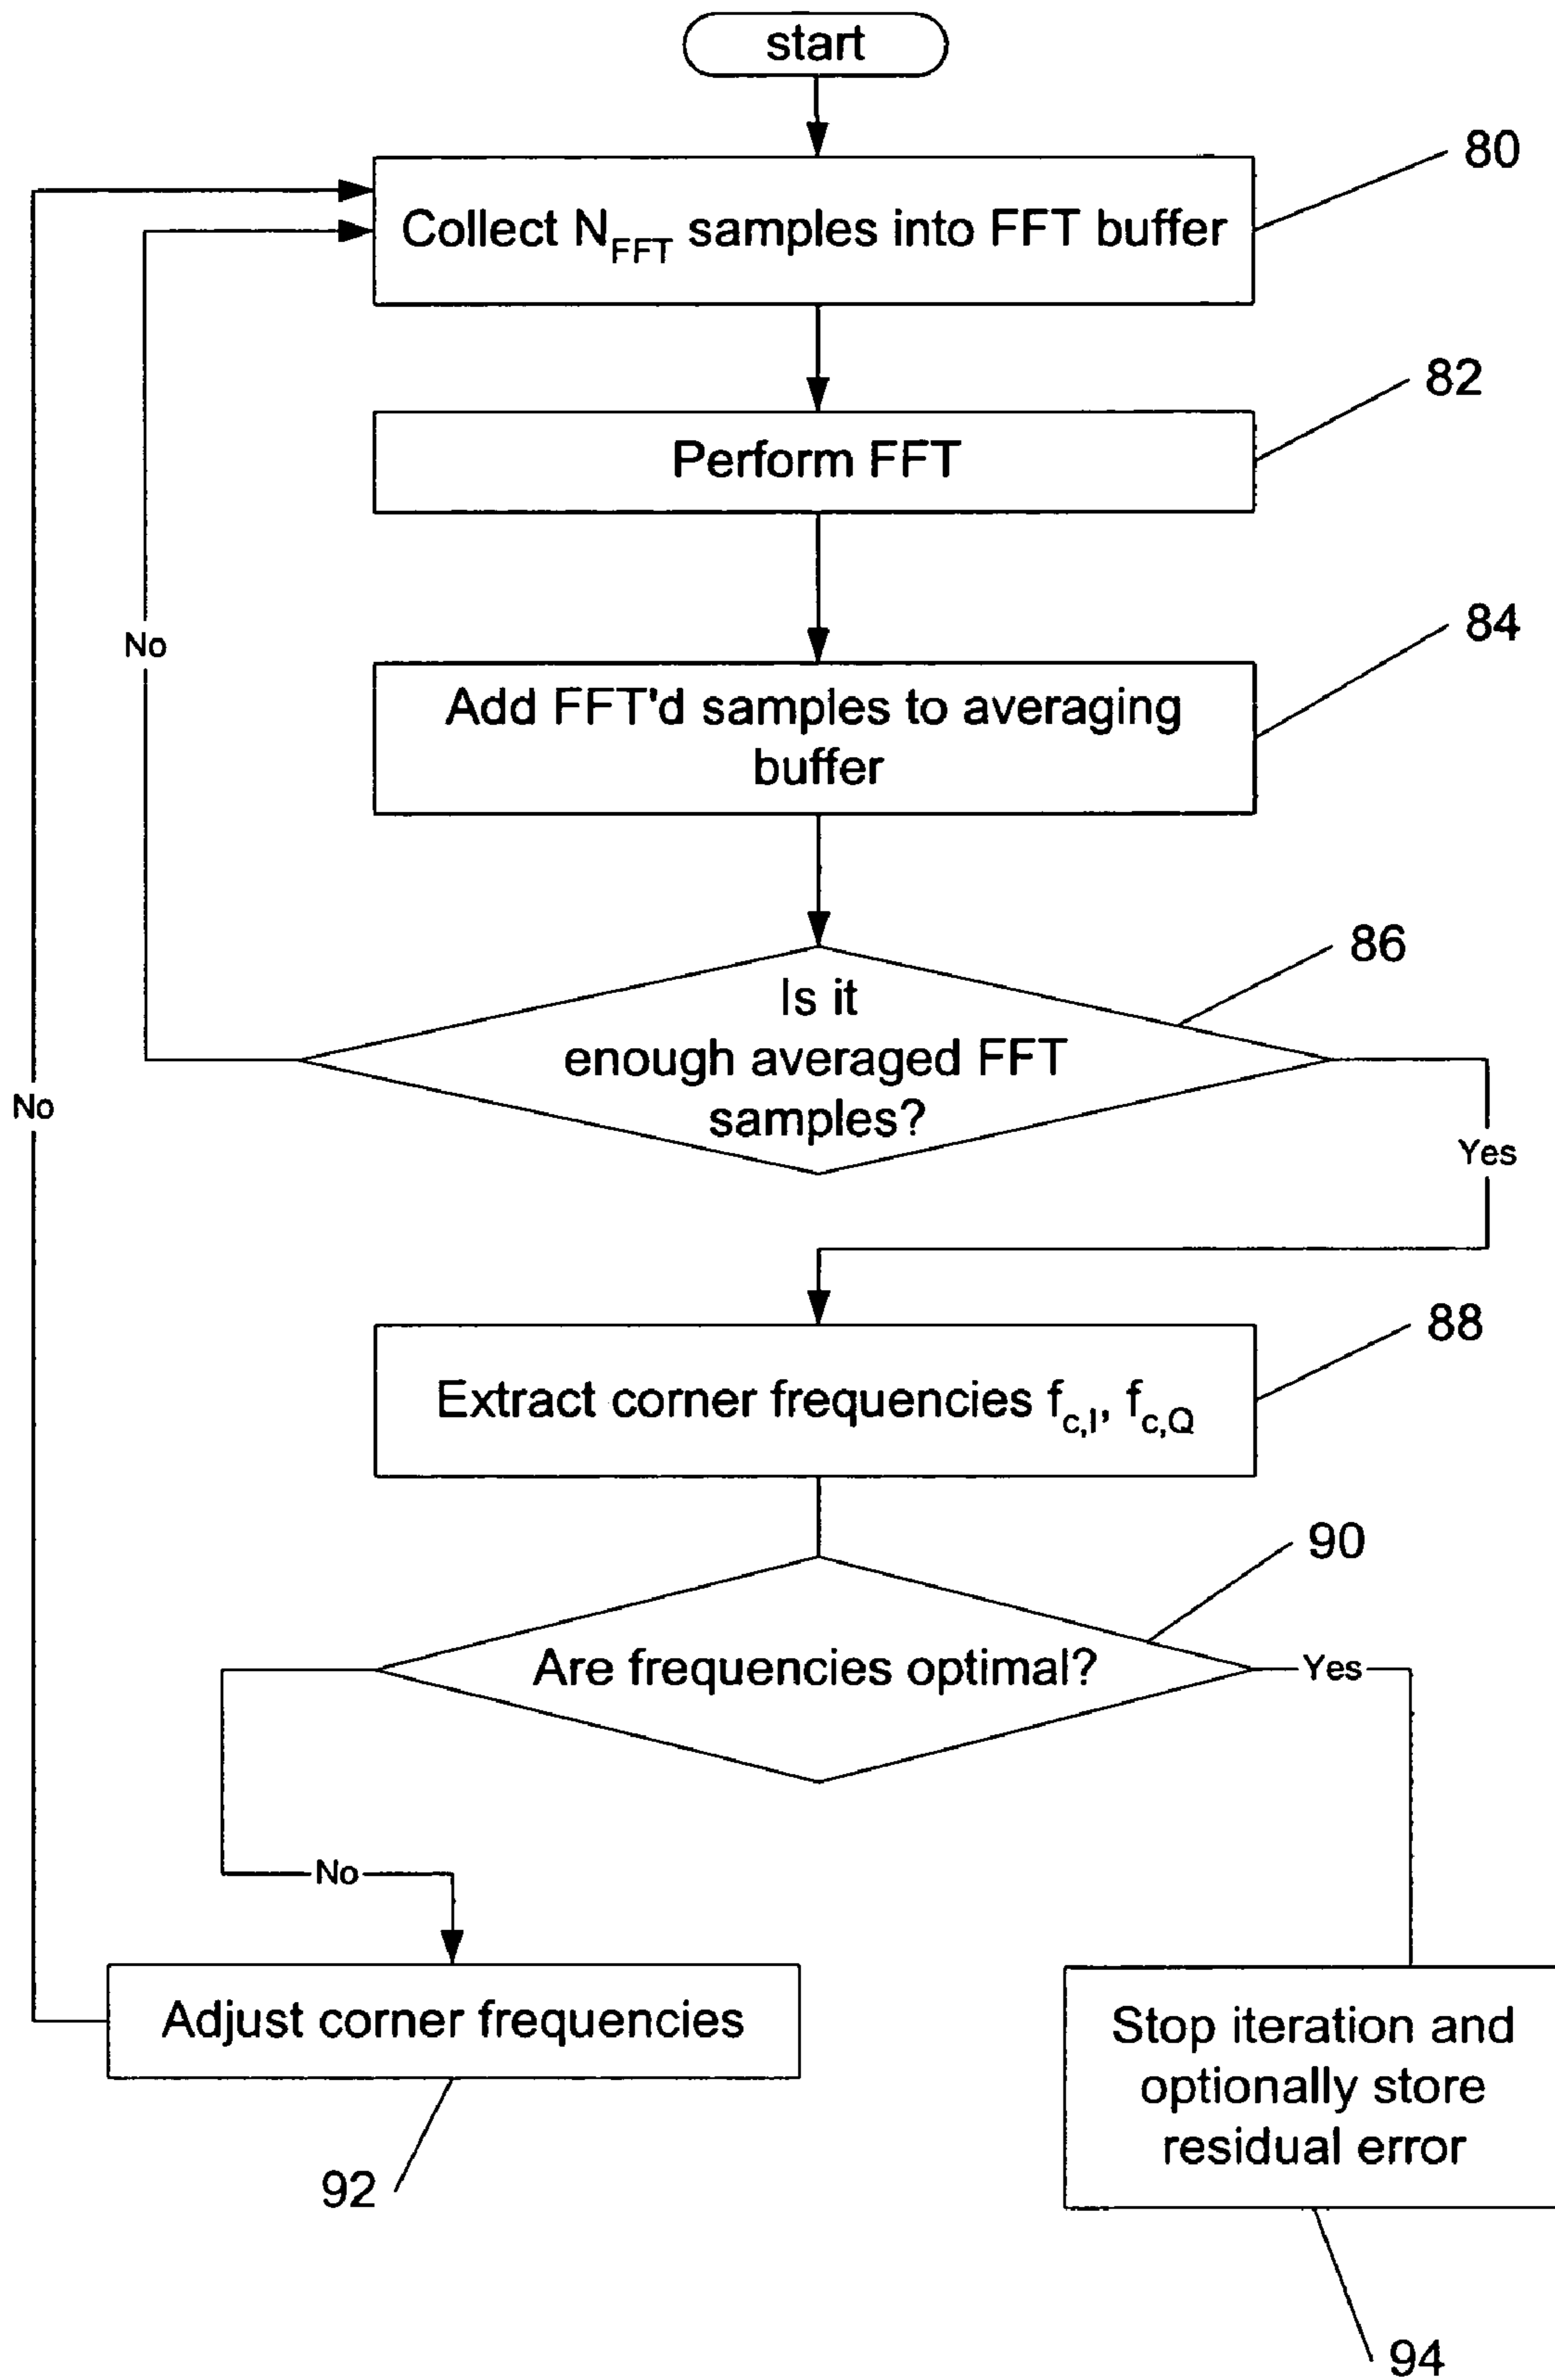 start
80
Collect N_FFT samples into FFT buffer
82
Perform FFT
84
No
Add FFT'd samples to averaging
buffer
86
Is it
enough averaged FFT
samples?
No
Yes
88
Extract corner frequencies f_c,I, f_c,Q
90
Are frequencies optimal?
Yes
No
Adjust corner frequencies
Stop iteration and
optionally store
residual error
92
94